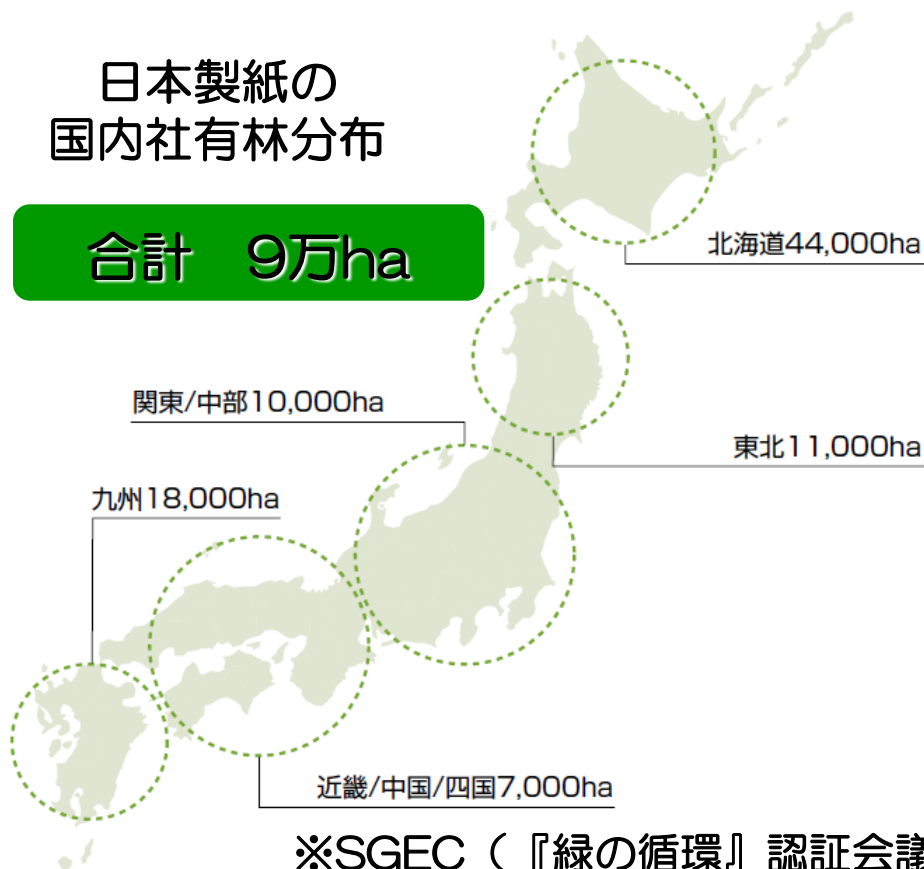 日本製紙の
国内社有林分布
合計　9万ha
北海道44,000ha
関東/中部10,000ha
東北11,000ha
九州18,000ha
近畿/中国/四国7,000ha
※SGEC（『緑の循環』認証会議